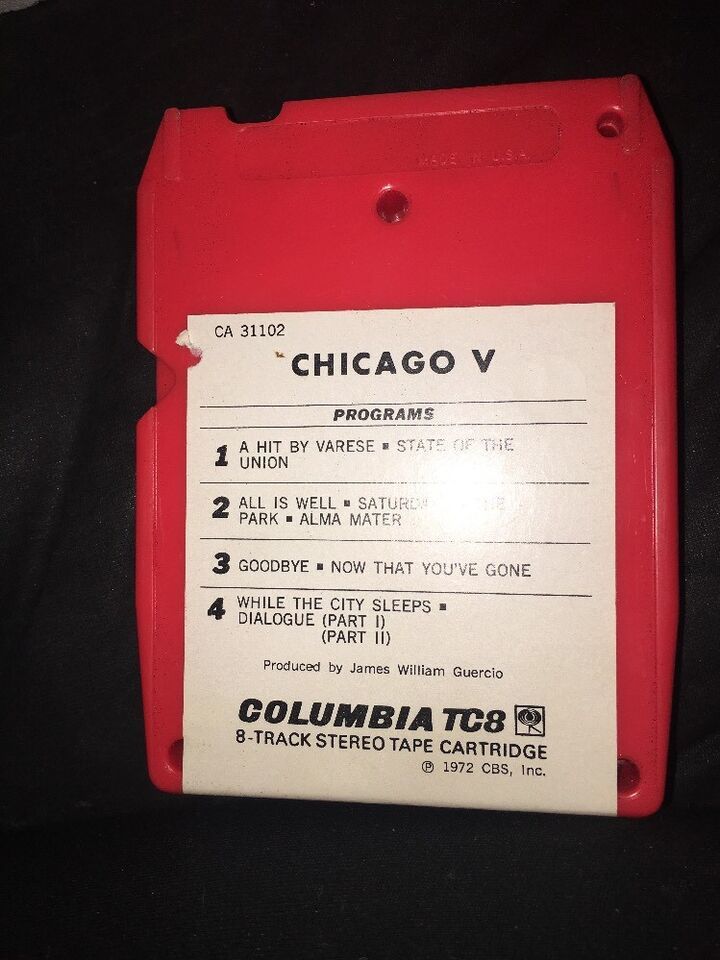 MADE IN U.S.A.
CA 31102
CHICAGO V
PROGRAMS
1 A HIT BY VARESE ▪ STATE OF THE
UNION
2 ALL IS WELL ▪ SATURD
PARK ▪ ALMA MATER
3 GOODBYE ▪ NOW THAT YOU'VE GONE
4 WHILE THE CITY SLEEPS ▪
DIALOGUE (PART I)
(PART II)
Produced by James William Guercio
COLUMBIA TC8
8-TRACK STEREO TAPE CARTRIDGE
℗ 1972 CBS, Inc.